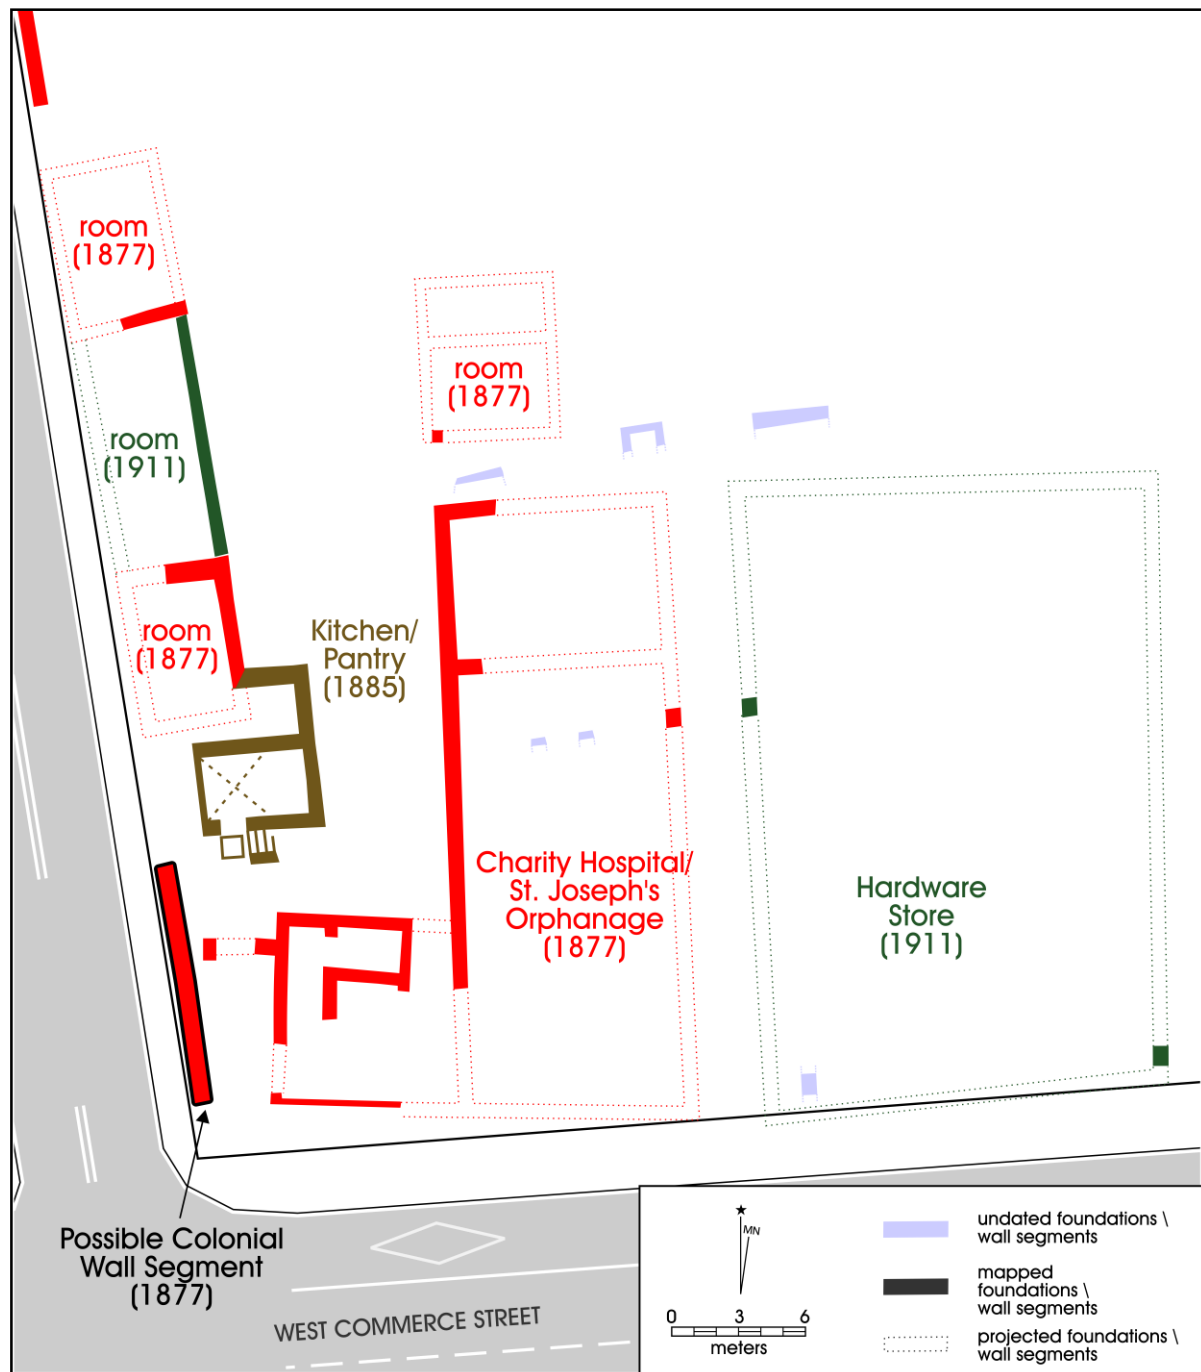 room
(1877)
room
(1877)
room
(1911)
room
(1877)
Kitchen/
Pantry
(1885)
Charity Hospital/
St. Joseph's
Orphanage
(1877)
Hardware
Store
(1911)
Possible Colonial
Wall Segment
(1877)
WEST COMMERCE STREET
MN
0 3 6
meters
undated foundations \
wall segments
mapped
foundations \
wall segments
projected foundations \
wall segments